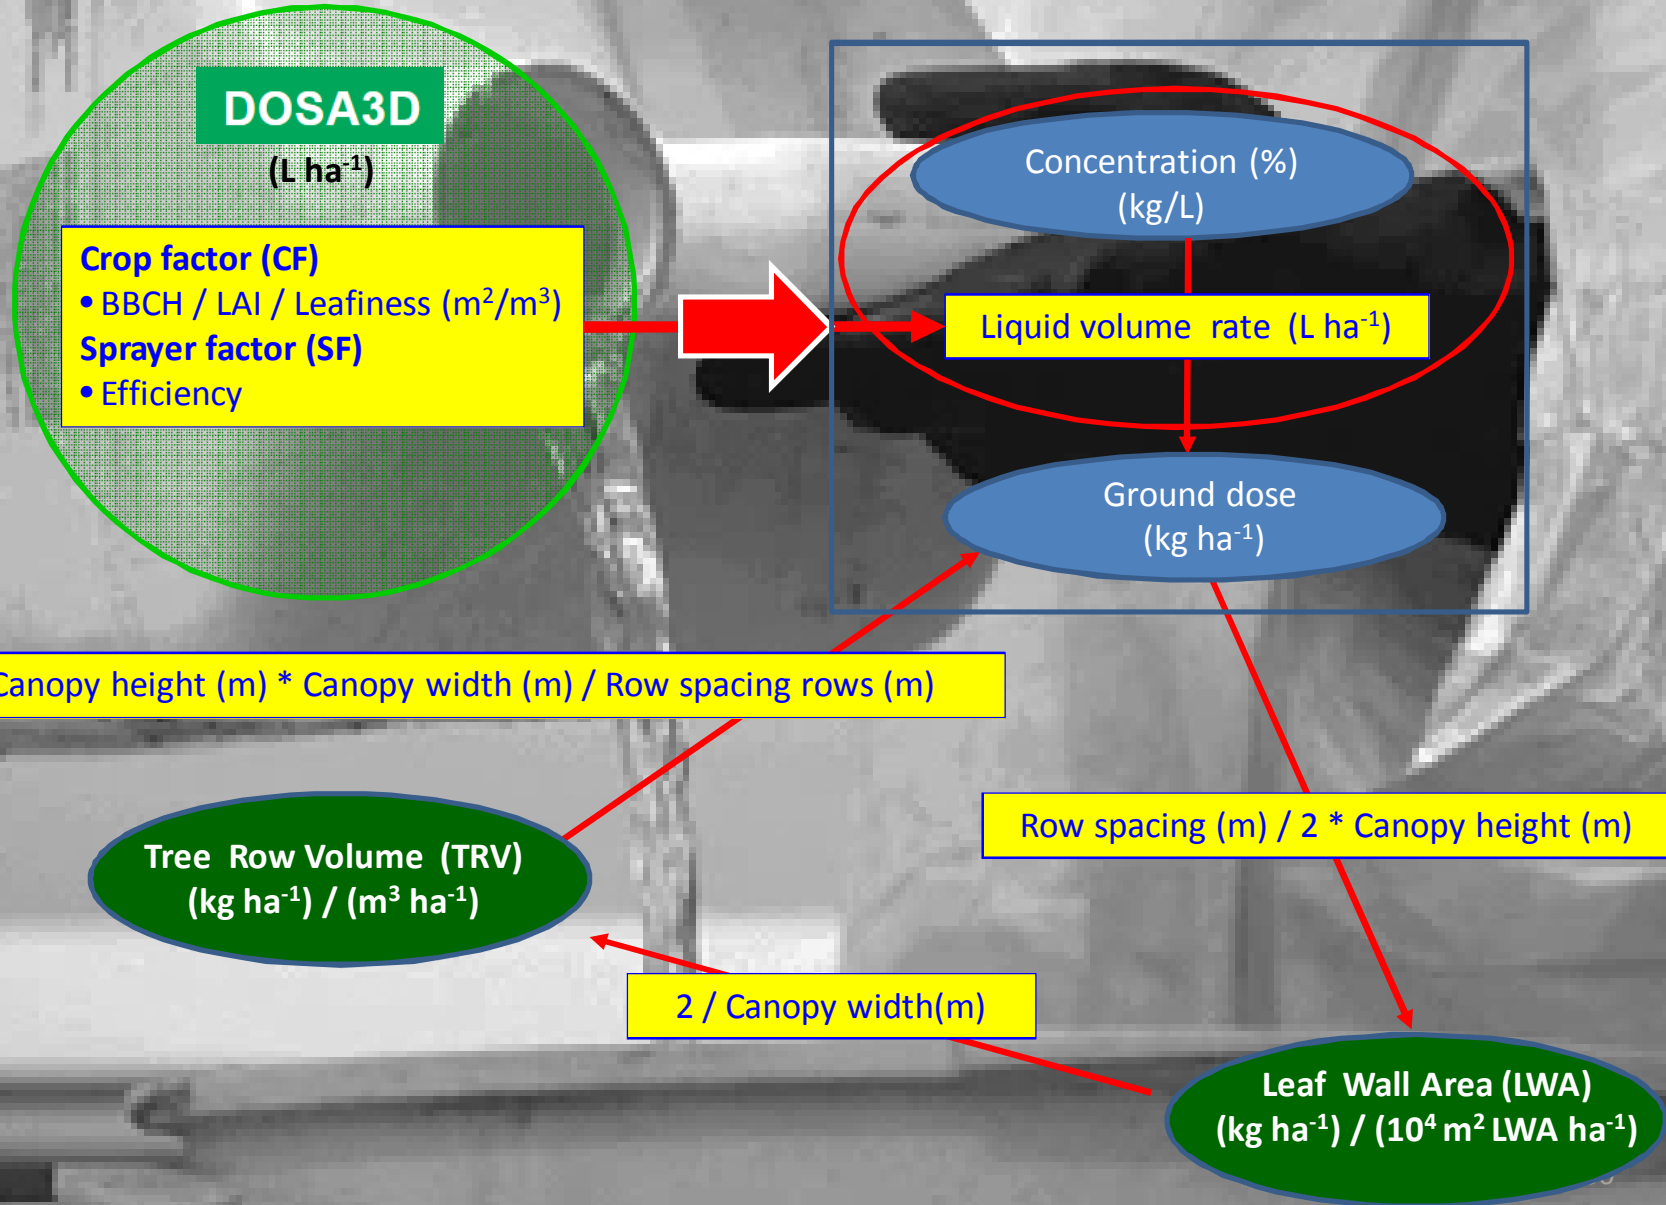 DOSA3D
(L ha⁻¹)
Crop factor (CF)
• BBCH / LAI / Leafiness (m²/m³)
Sprayer factor (SF)
• Efficiency
Concentration (%)
(kg/L)
Liquid volume rate (L ha⁻¹)
Ground dose
(kg ha⁻¹)
Canopy height (m) * Canopy width (m) / Row spacing rows (m)
Row spacing (m) / 2 * Canopy height (m)
Tree Row Volume (TRV)
(kg ha⁻¹) / (m³ ha⁻¹)
2 / Canopy width(m)
Leaf Wall Area (LWA)
(kg ha⁻¹) / (10⁴ m² LWA ha⁻¹)